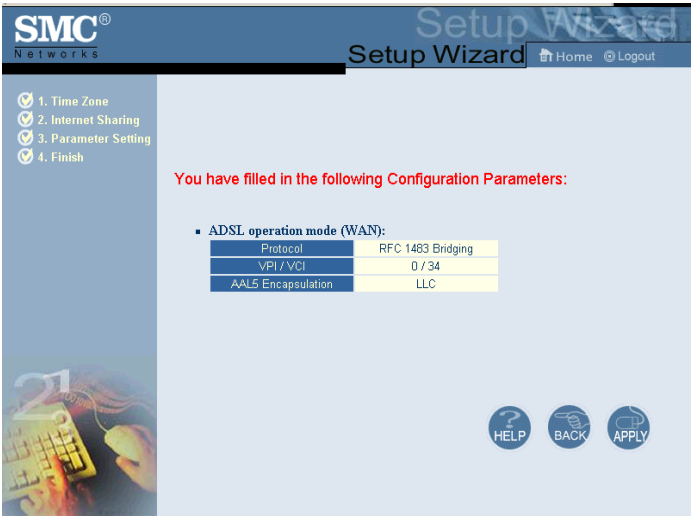 SMC®
Networks
Setup Wizard
Setup Wizard
Home
Logout
1. Time Zone
2. Internet Sharing
3. Parameter Setting
4. Finish
You have filled in the following Configuration Parameters:
ADSL operation mode (WAN):
Protocol RFC 1483 Bridging
VPI / VCI 0 / 34
AAL5 Encapsulation LLC
HELP
BACK
APPLY